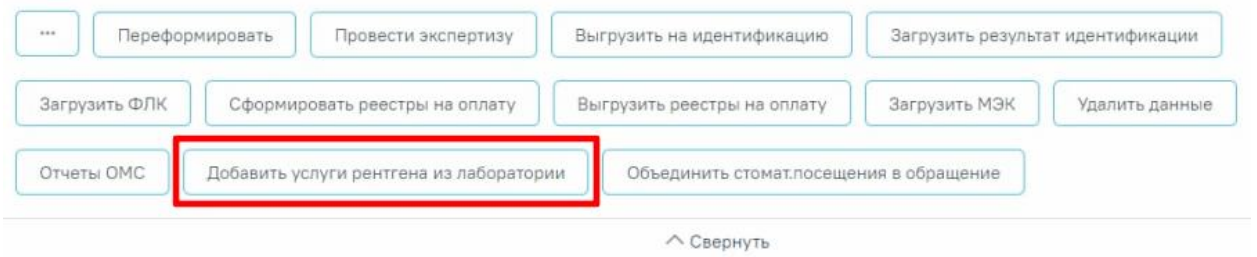 ... Переформировать Провести экспертизу Выгрузить на идентификацию Загрузить результат идентификации
Загрузить ФЛК Сформировать реестры на оплату Выгрузить реестры на оплату Загрузить МЭК Удалить данные
Отчеты ОМС Добавить услуги рентгена из лаборатории Объединить стомат.посещения в обращение
Свернуть